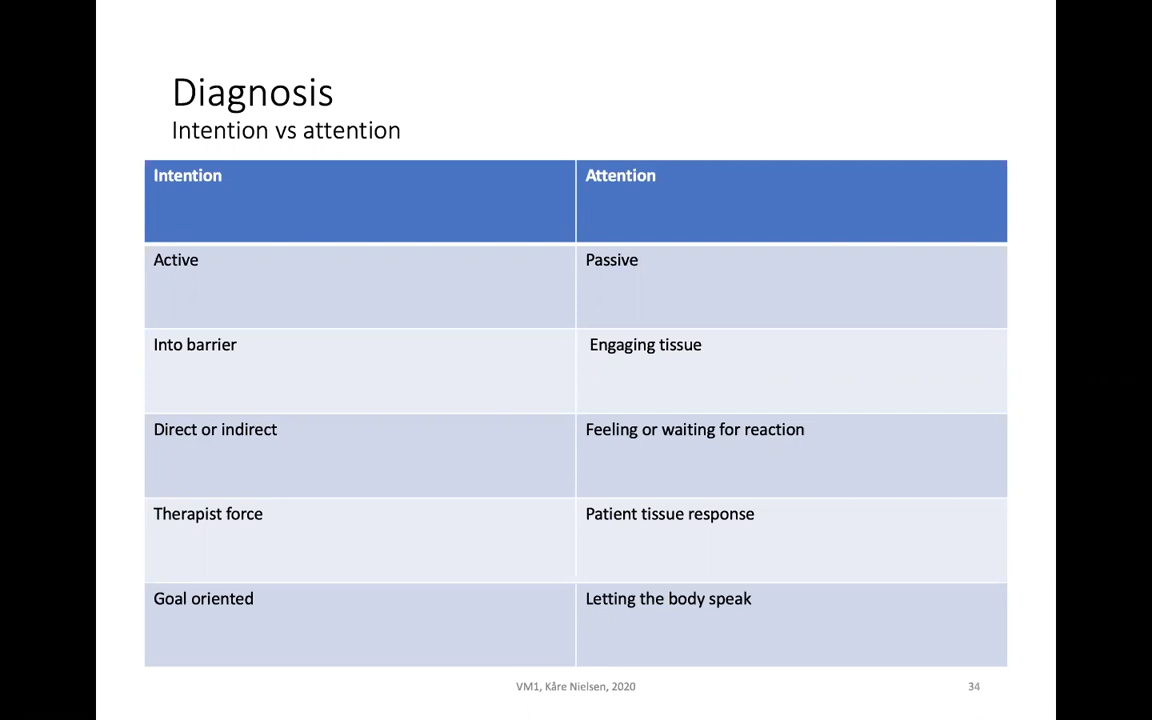 Diagnosis
Intention vs attention
Intention Attention
Active Passive
Into barrier Engaging tissue
Direct or indirect Feeling or waiting for reaction
Therapist force Patient tissue response
Goal oriented Letting the body speak
VM1, Kåre Nielsen, 2020 34